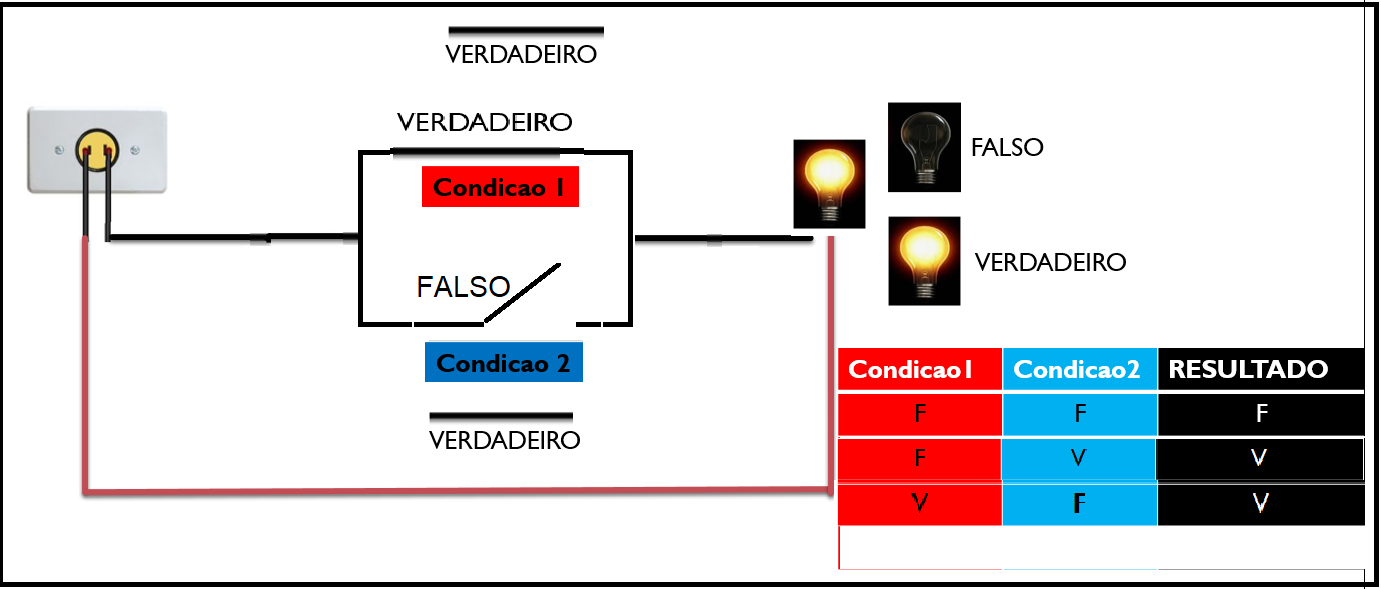 VERDADEIRO
VERDADEIRO
Condicao 1
FALSO
Condicao 2
VERDADEIRO
FALSO
VERDADEIRO
Condicao1 Condicao2 RESULTADO
F F F
F V V
V F V